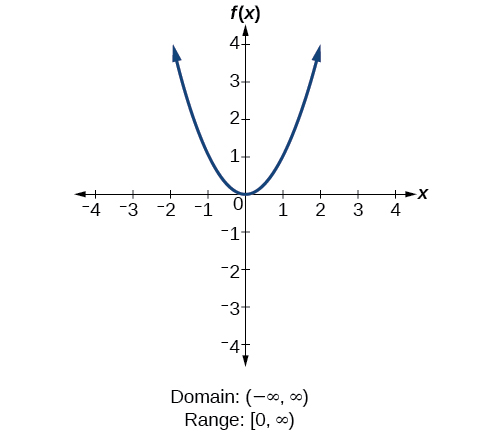 f(x)
4
3
2
1
−4 −3 −2 −1 0 1 2 3 4 x
−1
−2
−3
−4
Domain: (−∞, ∞)
Range: [0, ∞)